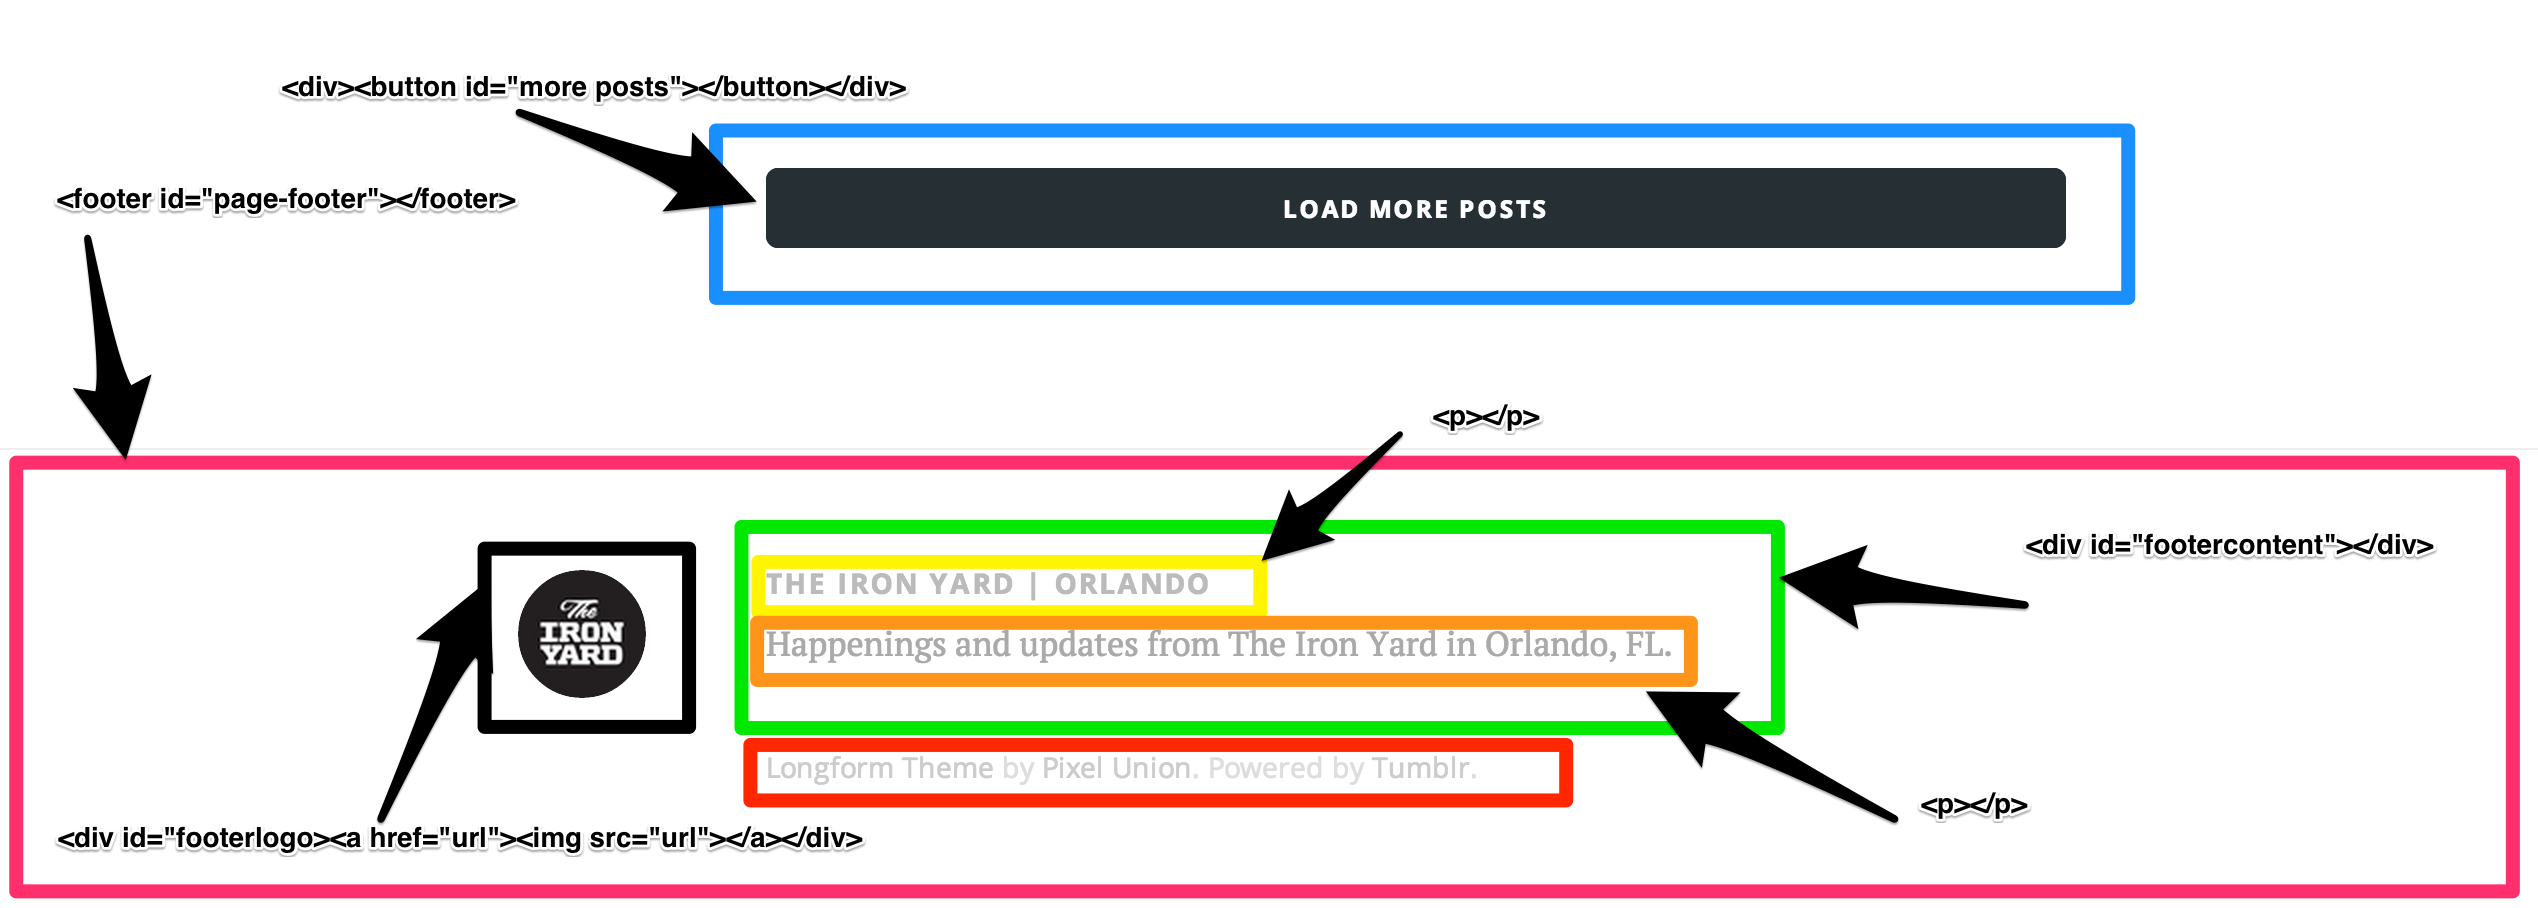 <div><button id="more posts"></button></div>
<footer id="page-footer"></footer>
LOAD MORE POSTS
<p></p>
<div id="footercontent"></div>
The
IRON
YARD
THE IRON YARD | ORLANDO
Happenings and updates from The Iron Yard in Orlando, FL.
Longform Theme by Pixel Union. Powered by Tumblr.
<p></p>
<div id="footerlogo><a href="url"><img src="url"></a></div>